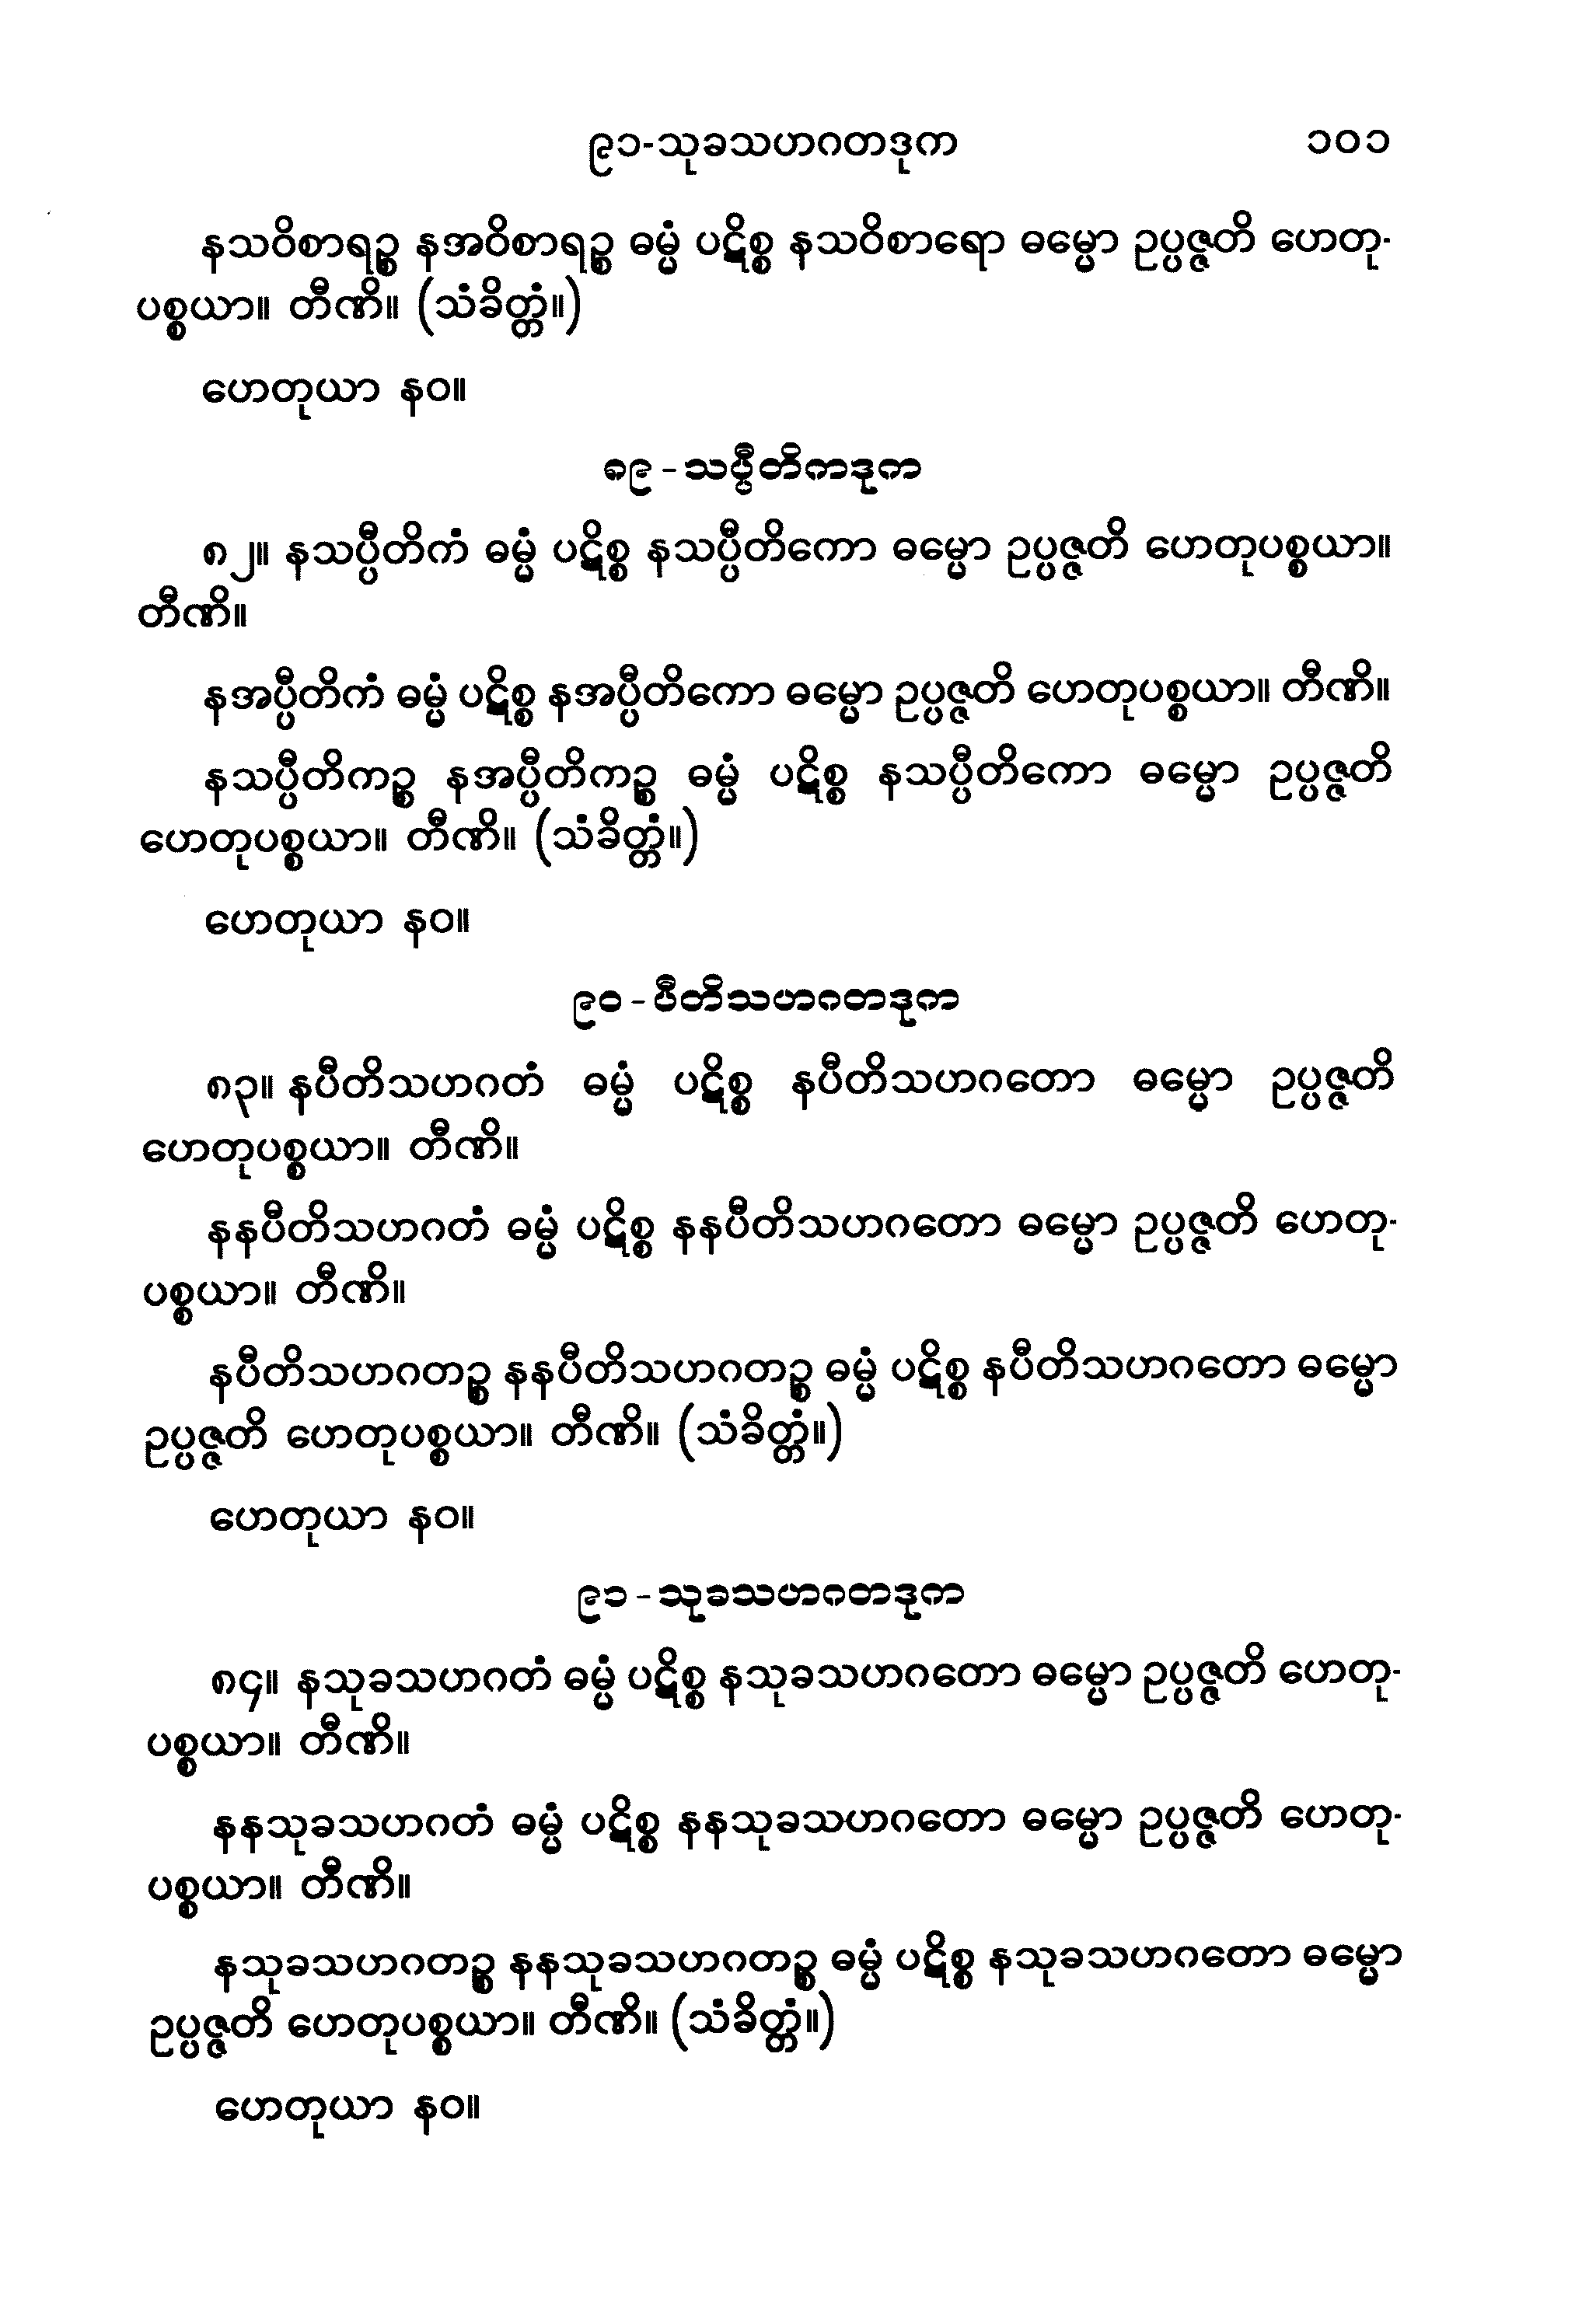 ၉၁-သုခသဟဂတဒုက ၁၀၁
နသဝိစာရဉ္စ နအဝိစာရဉ္စ ဓမ္မံ ပဋိစ္စ နသဝိစာရော ဓမ္မော ဥပ္ပဇ္ဇတိ ဟေတု-
ပစ္စယာ။ တီဏိ။ (သံခိတ္တံ။)
ဟေတုယာ နဝ။
၈၉-သပ္ပီတိကဒုက
၈၂။ နသပ္ပီတိကံ ဓမ္မံ ပဋိစ္စ နသပ္ပီတိကော ဓမ္မော ဥပ္ပဇ္ဇတိ ဟေတုပစ္စယာ။
တီဏိ။
နအပ္ပီတိကံ ဓမ္မံ ပဋိစ္စ နအပ္ပီတိကော ဓမ္မော ဥပ္ပဇ္ဇတိ ဟေတုပစ္စယာ။ တီဏိ။
နသပ္ပီတိကဉ္စ နအပ္ပီတိကဉ္စ ဓမ္မံ ပဋိစ္စ နသပ္ပီတိကော ဓမ္မော ဥပ္ပဇ္ဇတိ
ဟေတုပစ္စယာ။ တီဏိ။ (သံခိတ္တံ။)
ဟေတုယာ နဝ။
၉၀-ပီတိသဟဂတဒုက
၈၃။ နပီတိသဟဂတံ ဓမ္မံ ပဋိစ္စ နပီတိသဟဂတော ဓမ္မော ဥပ္ပဇ္ဇတိ
ဟေတုပစ္စယာ။ တီဏိ။
နနပီတိသဟဂတံ ဓမ္မံ ပဋိစ္စ နနပီတိသဟဂတော ဓမ္မော ဥပ္ပဇ္ဇတိ ဟေတု-
ပစ္စယာ။ တီဏိ။
နပီတိသဟဂတဉ္စ နနပီတိသဟဂတဉ္စ ဓမ္မံ ပဋိစ္စ နပီတိသဟဂတော ဓမ္မော
ဥပ္ပဇ္ဇတိ ဟေတုပစ္စယာ။ တီဏိ။ (သံခိတ္တံ။)
ဟေတုယာ နဝ။
၉၁-သုခသဟဂတဒုက
၈၄။ နသုခသဟဂတံ ဓမ္မံ ပဋိစ္စ နသုခသဟဂတော ဓမ္မော ဥပ္ပဇ္ဇတိ ဟေတု-
ပစ္စယာ။ တီဏိ။
နနသုခသဟဂတံ ဓမ္မံ ပဋိစ္စ နနသုခသဟဂတော ဓမ္မော ဥပ္ပဇ္ဇတိ ဟေတု-
ပစ္စယာ။ တီဏိ။
နသုခသဟဂတဉ္စ နနသုခသဟဂတဉ္စ ဓမ္မံ ပဋိစ္စ နသုခသဟဂတော ဓမ္မော
ဥပ္ပဇ္ဇတိ ဟေတုပစ္စယာ။ တီဏိ။ (သံခိတ္တံ။)
ဟေတုယာ နဝ။